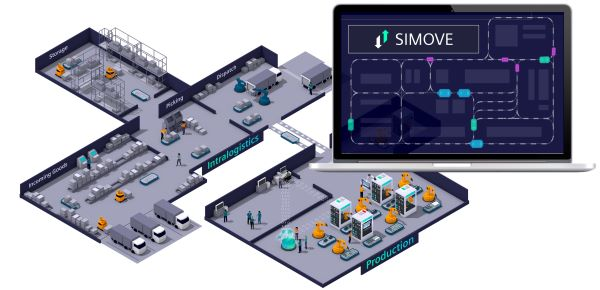 SIMOVE
Storage
Dispatch
Picking
Intralogistics
Incoming Goods
Production